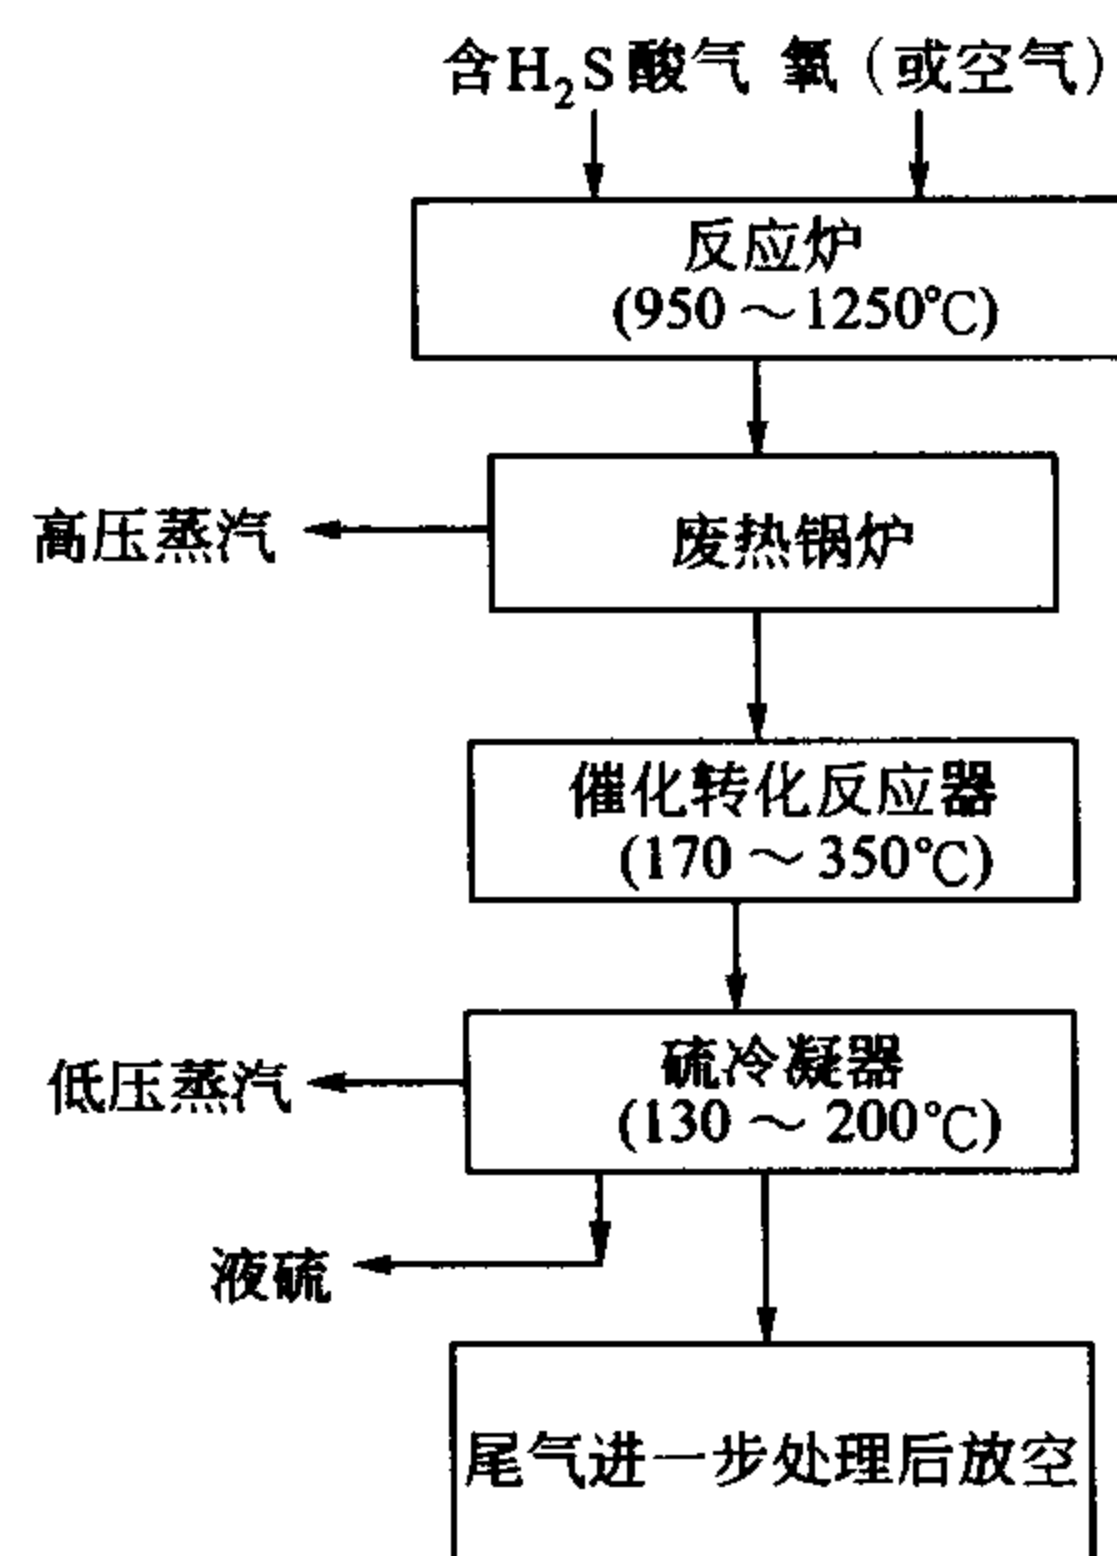 含H₂S酸气 氧（或空气）
反应炉
(950～1250℃)
高压蒸汽
废热锅炉
催化转化反应器
(170～350℃)
低压蒸汽
硫冷凝器
(130～200℃)
液硫
尾气进一步处理后放空